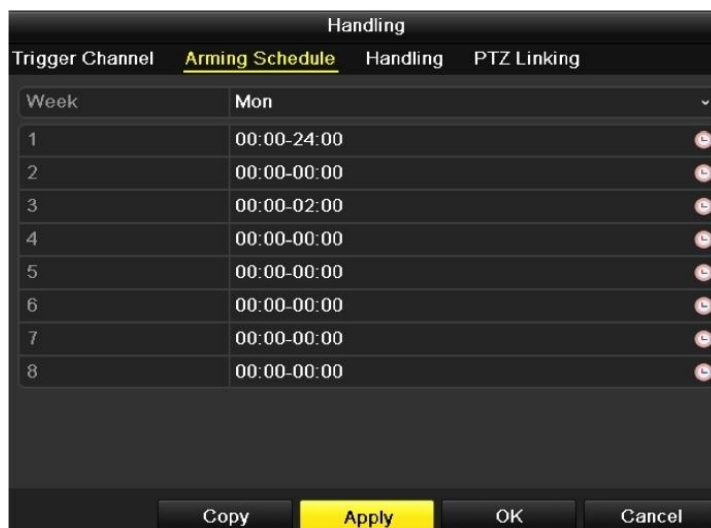 Handling
Trigger Channel Arming Schedule Handling PTZ Linking
Week Mon
1 00:00-24:00
2 00:00-00:00
3 00:00-02:00
4 00:00-00:00
5 00:00-00:00
6 00:00-00:00
7 00:00-00:00
8 00:00-00:00
Copy Apply OK Cancel